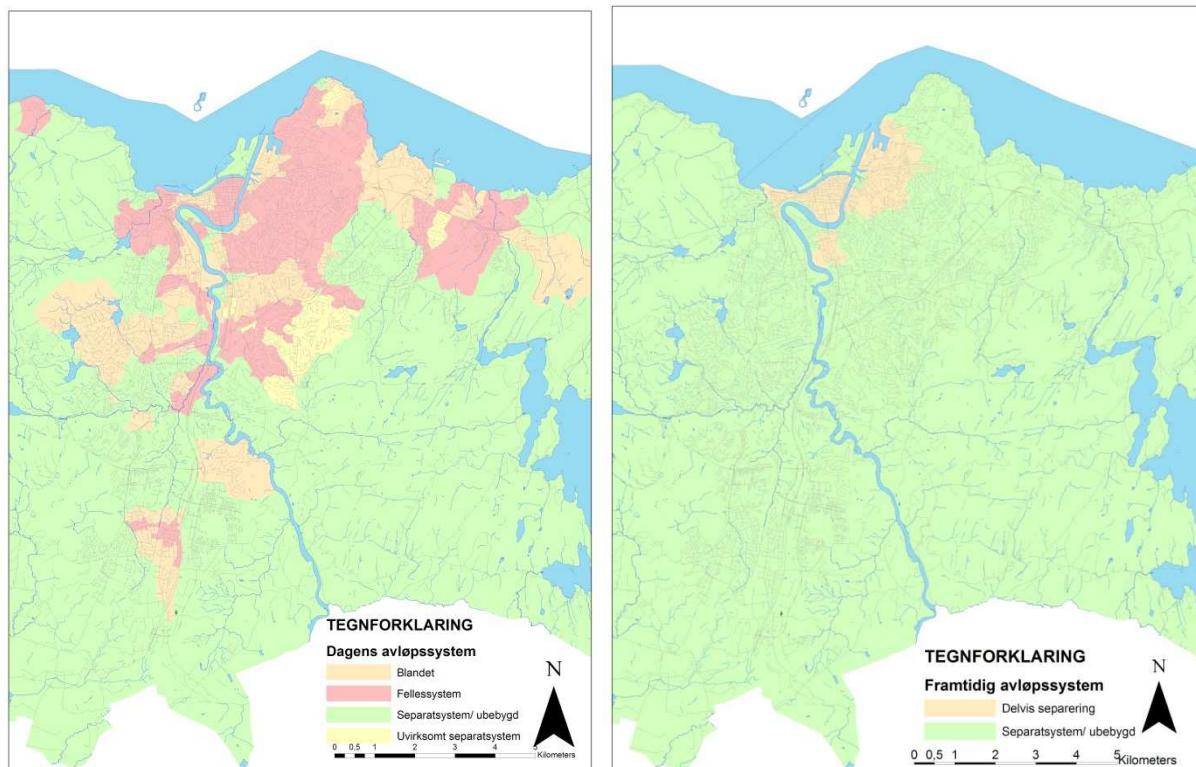 TEGNFORKLARING
Dagens avløpssystem
Blandet
Fellessystem
Separatsystem/ ubebygd
Uvirksomt separatsystem
N
0 0,5 1 2 3 4 5
Kilometers
TEGNFORKLARING
Framtidig avløpssystem
Delvis separering
Separatsystem/ ubebygd
N
0 0,5 1 2 3 4 5
Kilometers